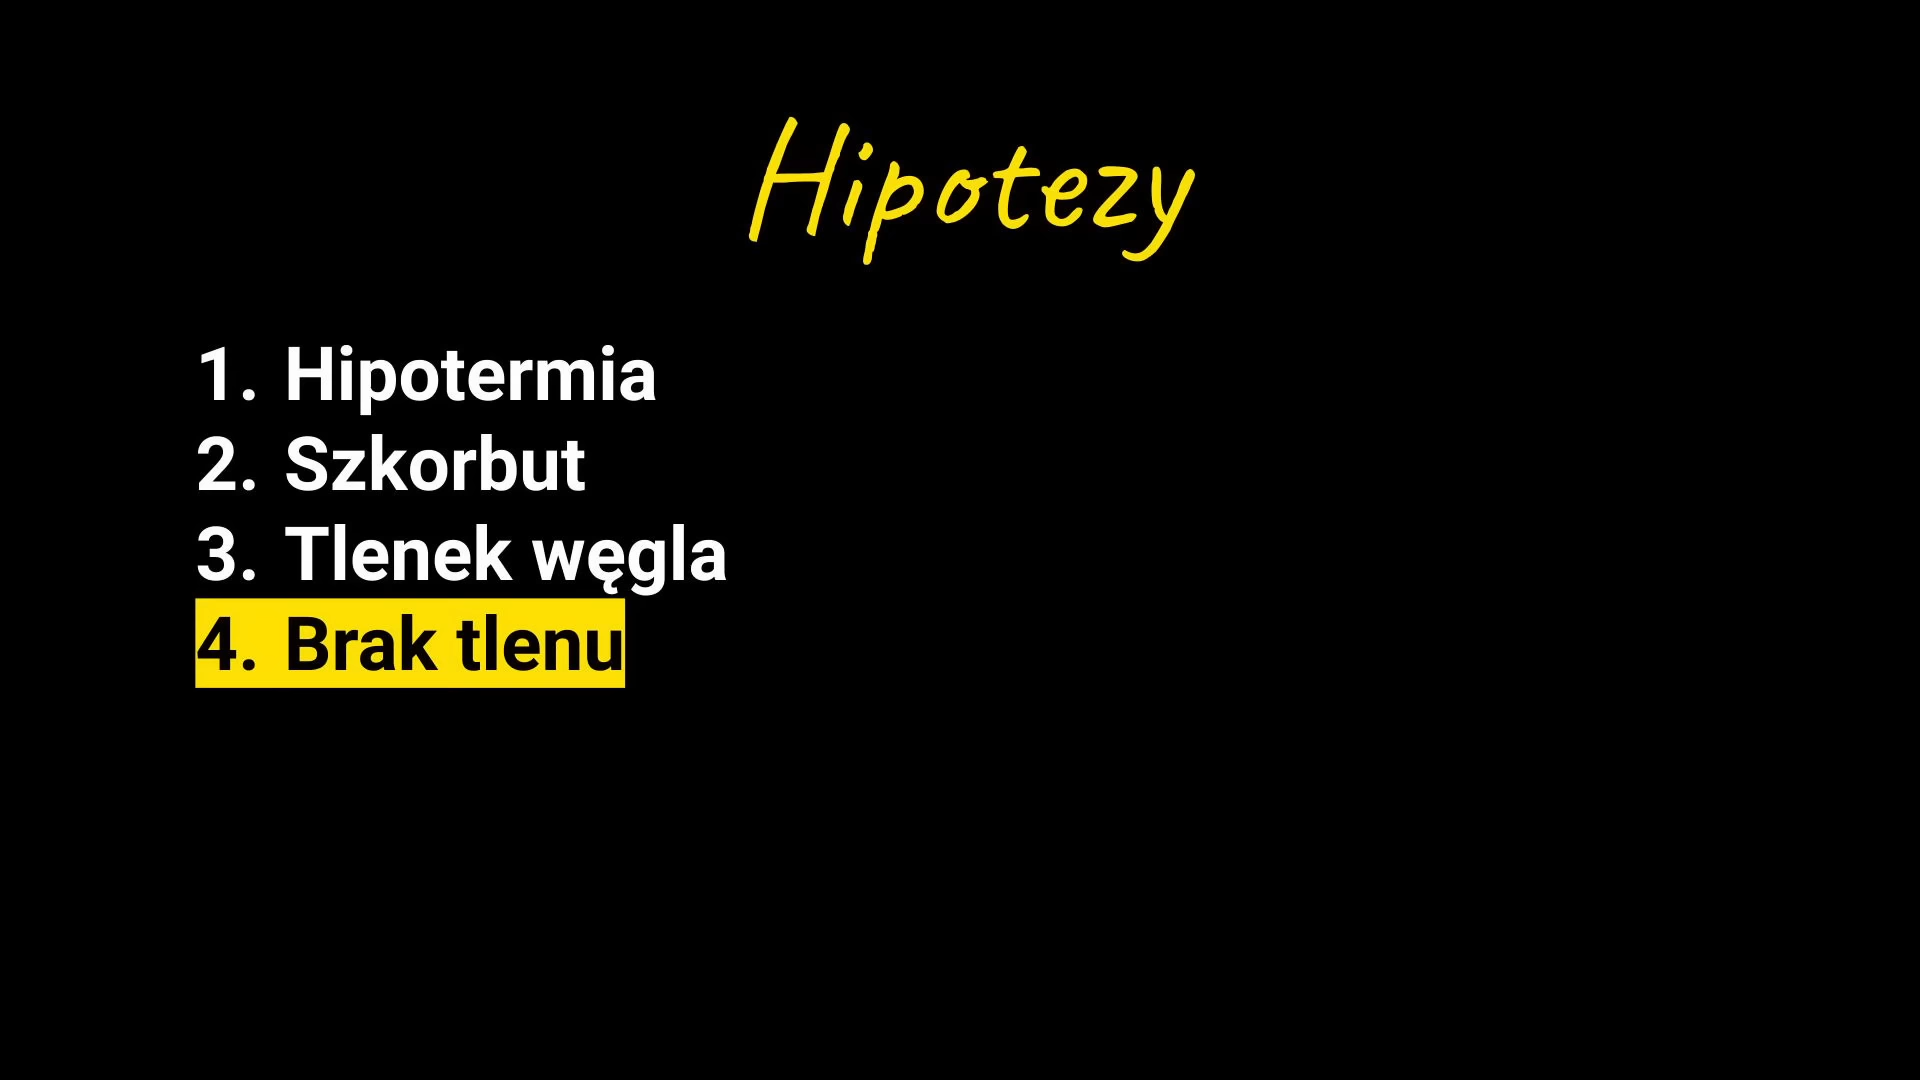 Hipotezy
1. Hipotermia
2. Szkorbut
3. Tlenek węgla
4. Brak tlenu